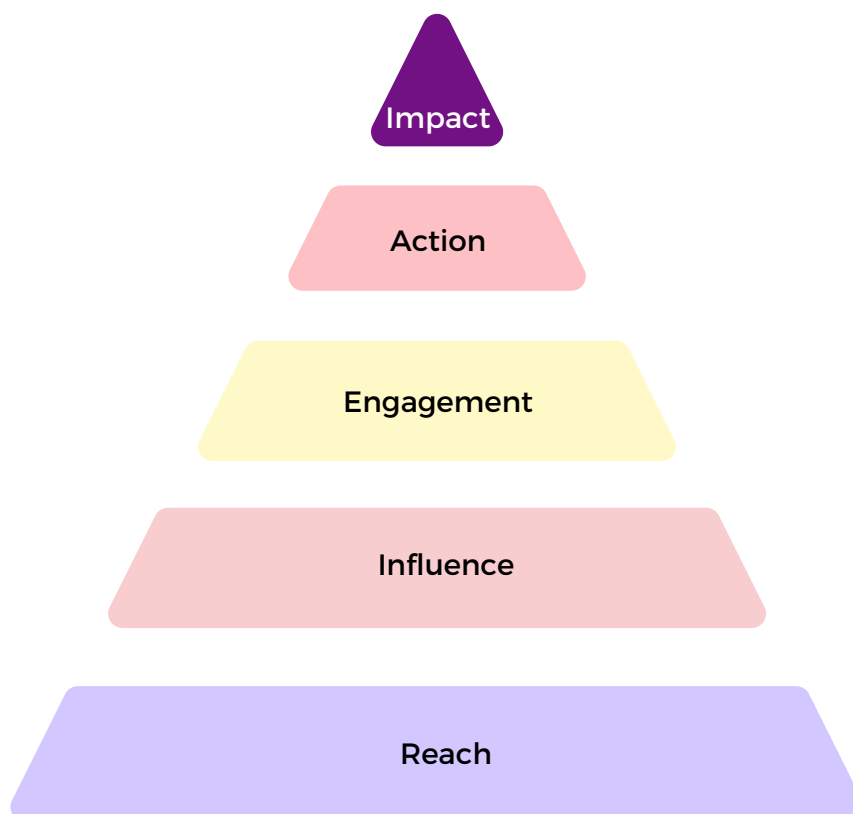 Impact
Action
Engagement
Influence
Reach